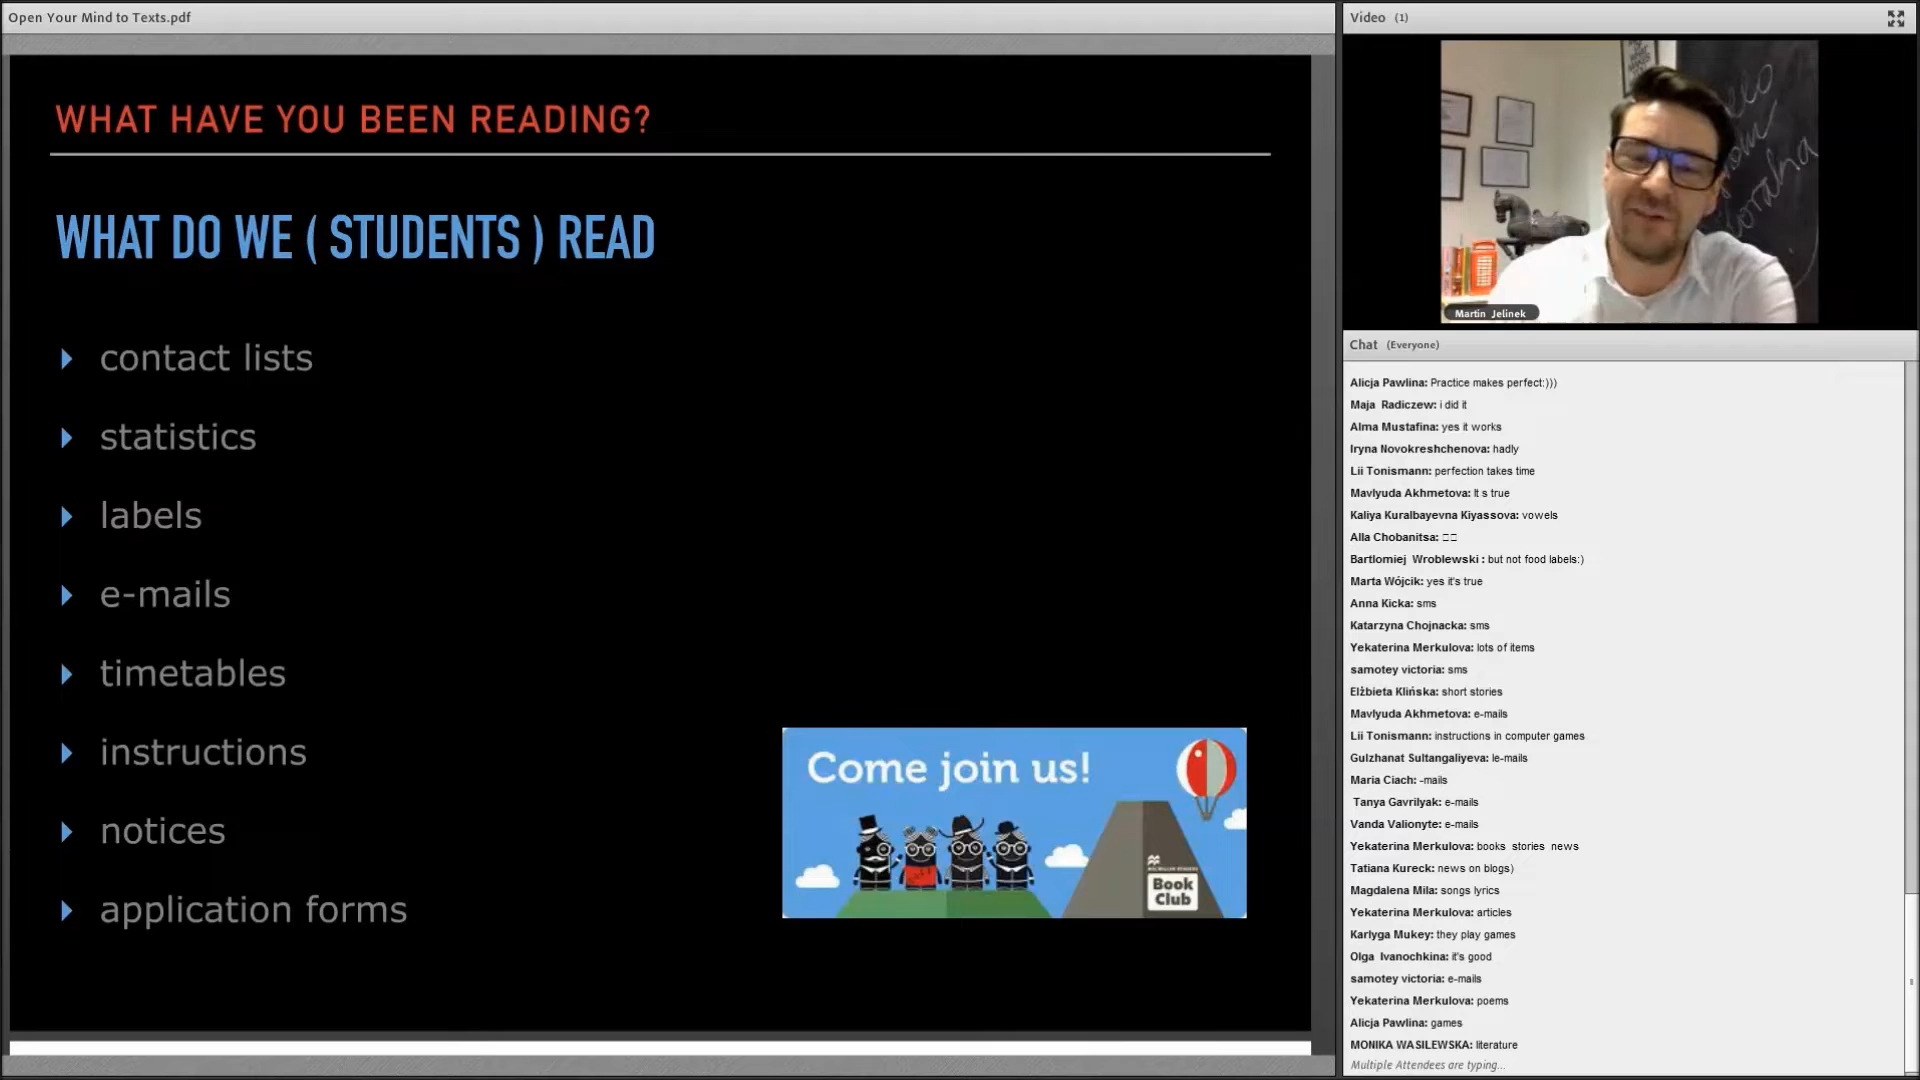 Open Your Mind to Texts.pdf
WHAT HAVE YOU BEEN READING?
WHAT DO WE ( STUDENTS ) READ
contact lists
statistics
labels
e-mails
timetables
instructions
notices
application forms
Come join us!
Book
Club
Video (1)
Martin Jelinek
Chat (Everyone)
Alicja Pawlina: Practice makes perfect:)))
Maja Radiczew: i did it
Alma Mustafina: yes it works
Iryna Novokreshchenova: hadly
Lii Tonismann: perfection takes time
Mavlyuda Akhmetova: It s true
Kaliya Kuralbayevna Kiyassova: vowels
Alla Chobanitsa: □□
Bartlomiej Wroblewski : but not food labels:)
Marta Wójcik: yes it's true
Anna Kicka: sms
Katarzyna Chojnacka: sms
Yekaterina Merkulova: lots of items
samotey victoria: sms
Elżbieta Klińska: short stories
Mavlyuda Akhmetova: e-mails
Lii Tonismann: instructions in computer games
Gulzhanat Sultangaliyeva: le-mails
Maria Ciach: -mails
Tanya Gavrilyak: e-mails
Vanda Valionyte: e-mails
Yekaterina Merkulova: books stories news
Tatiana Kureck: news on blogs)
Magdalena Mila: songs lyrics
Yekaterina Merkulova: articles
Karlyga Mukey: they play games
Olga Ivanochkina: it's good
samotey victoria: e-mails
Yekaterina Merkulova: poems
Alicja Pawlina: games
MONIKA WASILEWSKA: literature
Multiple Attendees are typing...